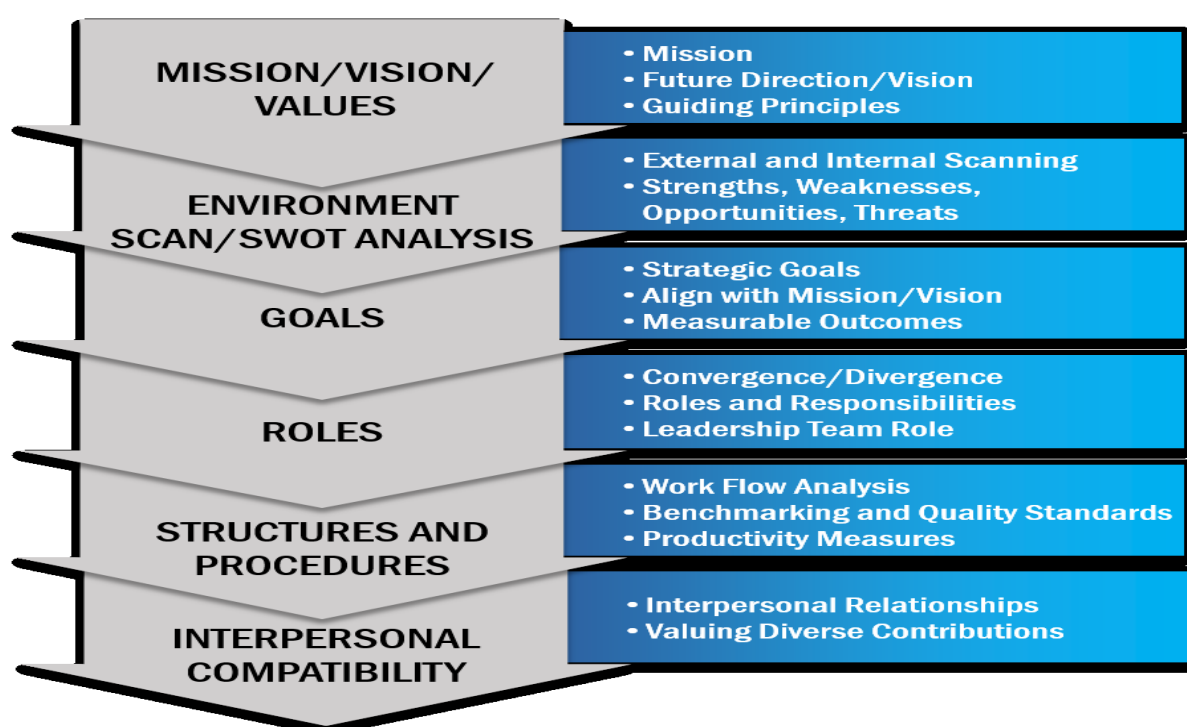 MISSION/VISION/
VALUES
• Mission
• Future Direction/Vision
• Guiding Principles
ENVIRONMENT
SCAN/SWOT ANALYSIS
• External and Internal Scanning
• Strengths, Weaknesses,
Opportunities, Threats
GOALS
• Strategic Goals
• Align with Mission/Vision
• Measurable Outcomes
ROLES
• Convergence/Divergence
• Roles and Responsibilities
• Leadership Team Role
STRUCTURES AND
PROCEDURES
• Work Flow Analysis
• Benchmarking and Quality Standards
• Productivity Measures
INTERPERSONAL
COMPATIBILITY
• Interpersonal Relationships
• Valuing Diverse Contributions